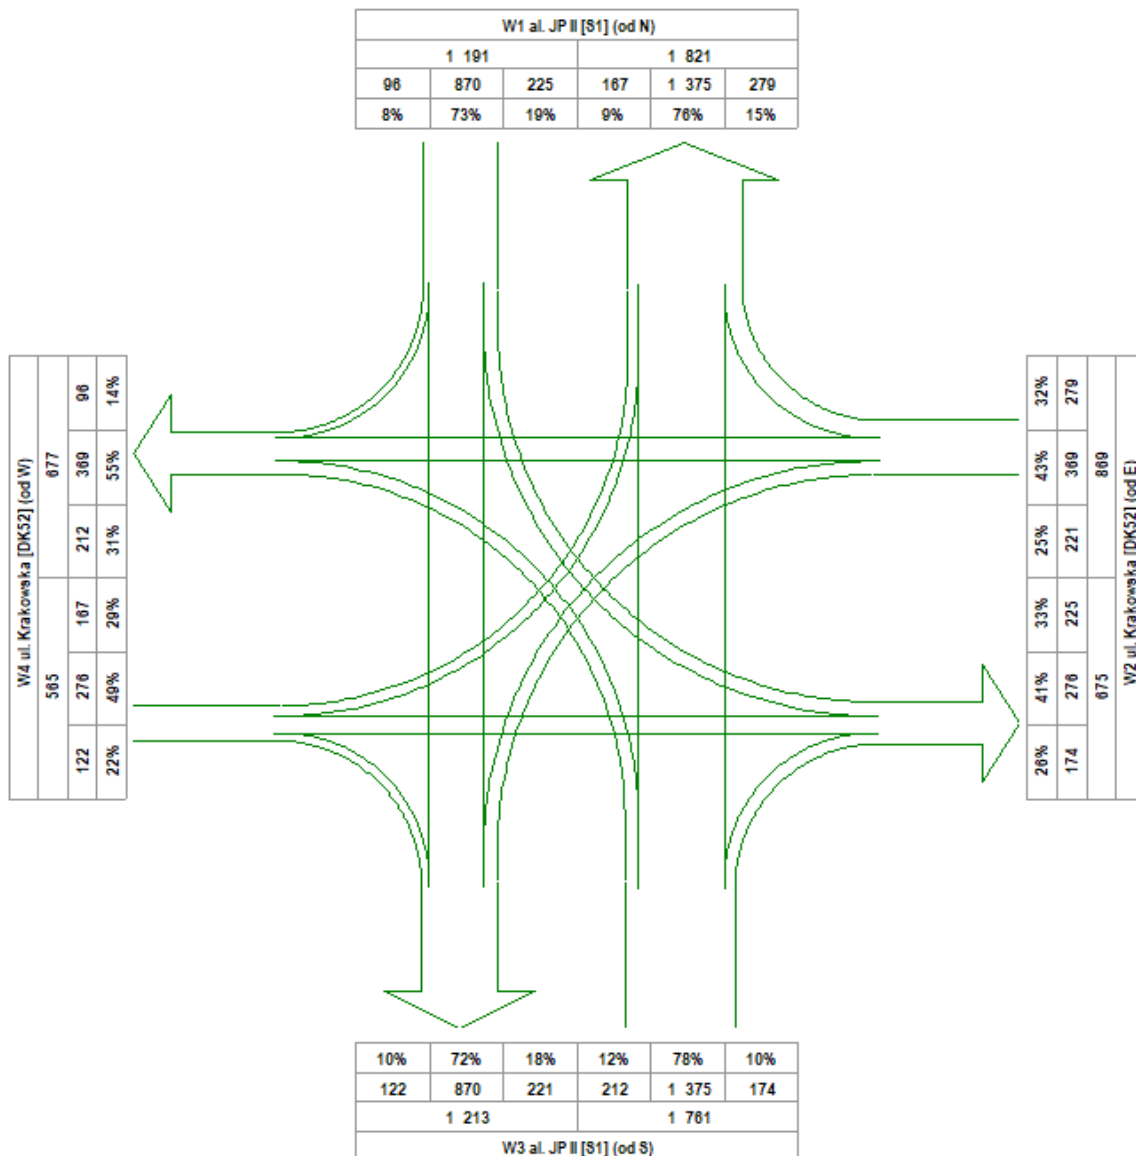 W1 al. JP II [S1] (od N)
1 191 1 821
96 870 225 167 1 375 279
8% 73% 19% 9% 76% 15%
W4 ul. Krakowska [DK52] (od W)
677 565
96 369 212 167 276 122
14% 55% 31% 29% 49% 22%
32% 43% 25% 33% 41% 26%
279 369 221 225 276 174
869 675
W2 ul. Krakowska [DK52] (od E)
10% 72% 18% 12% 78% 10%
122 870 221 212 1 375 174
1 213 1 761
W3 al. JP II [S1] (od S)